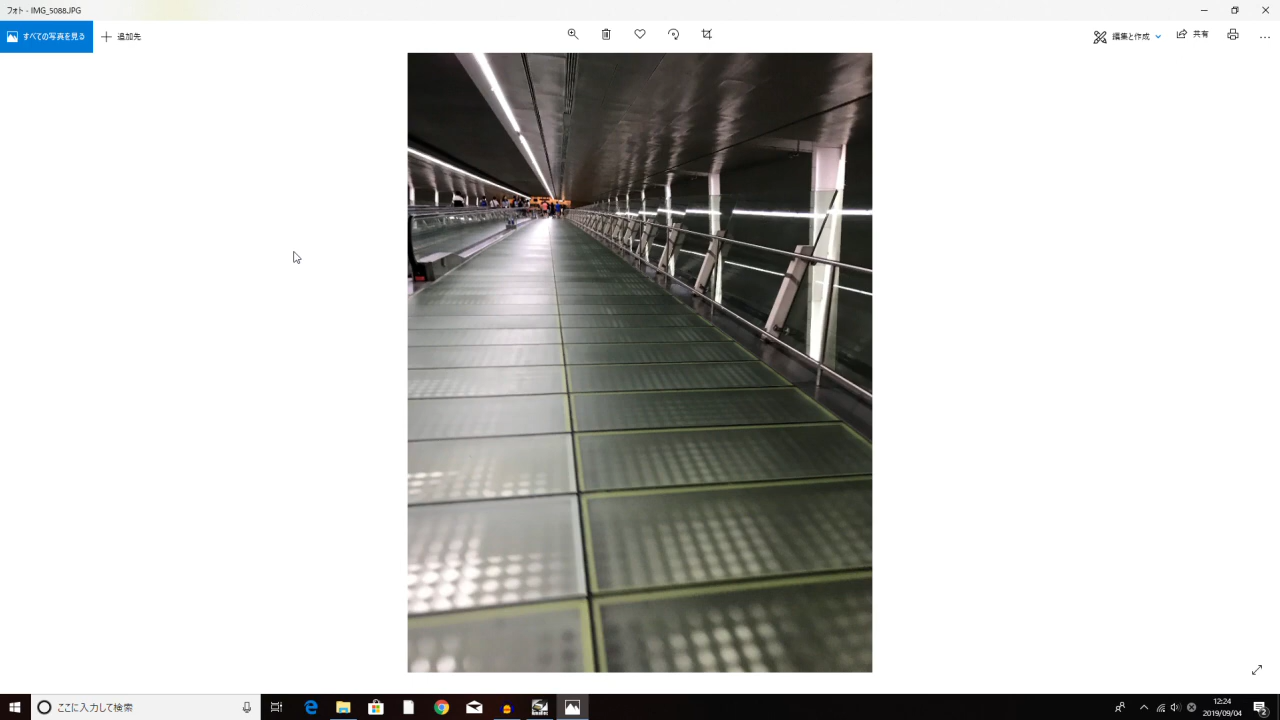 フォト - IMG_5088.JPG
すべての写真を見る
追加先
編集と作成
共有
ここに入力して検索
12:24
2019/09/04
2